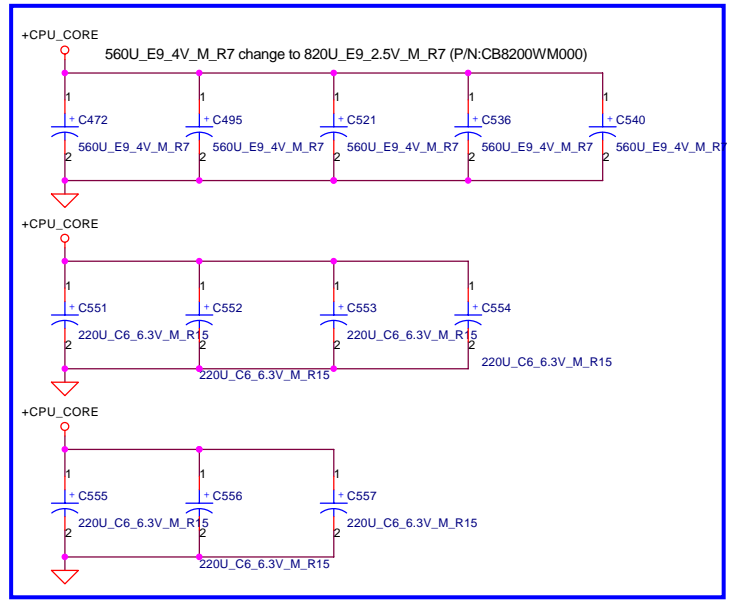 +CPU_CORE
560U_E9_4V_M_R7 change to 820U_E9_2.5V_M_R7 (P/N:CB8200WM000)
1 1 1 1 1
+ C472 + C495 + C521 + C536 + C540
560U_E9_4V_M_R7 560U_E9_4V_M_R7 560U_E9_4V_M_R7 560U_E9_4V_M_R7 560U_E9_4V_M_R7
2 2 2 2 2
+CPU_CORE
1 1 1 1
+ C551 + C552 + C553 + C554
220U_C6_6.3V_M_R15 220U_C6_6.3V_M_R15
2 2 2 2
220U_C6_6.3V_M_R15 220U_C6_6.3V_M_R15
+CPU_CORE
1 1 1
+ C555 + C556 + C557
220U_C6_6.3V_M_R15 220U_C6_6.3V_M_R15
2 2 2
220U_C6_6.3V_M_R15